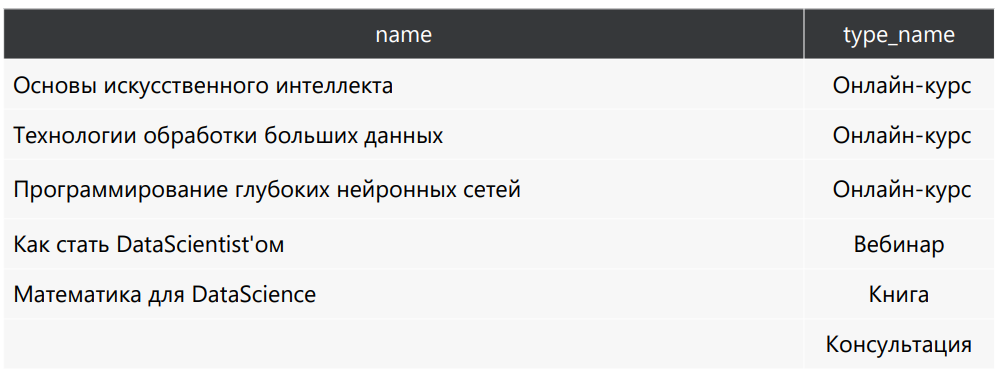 name type_name
Основы искусственного интеллекта Онлайн-курс
Технологии обработки больших данных Онлайн-курс
Программирование глубоких нейронных сетей Онлайн-курс
Как стать DataScientist'ом Вебинар
Математика для DataScience Книга
Консультация